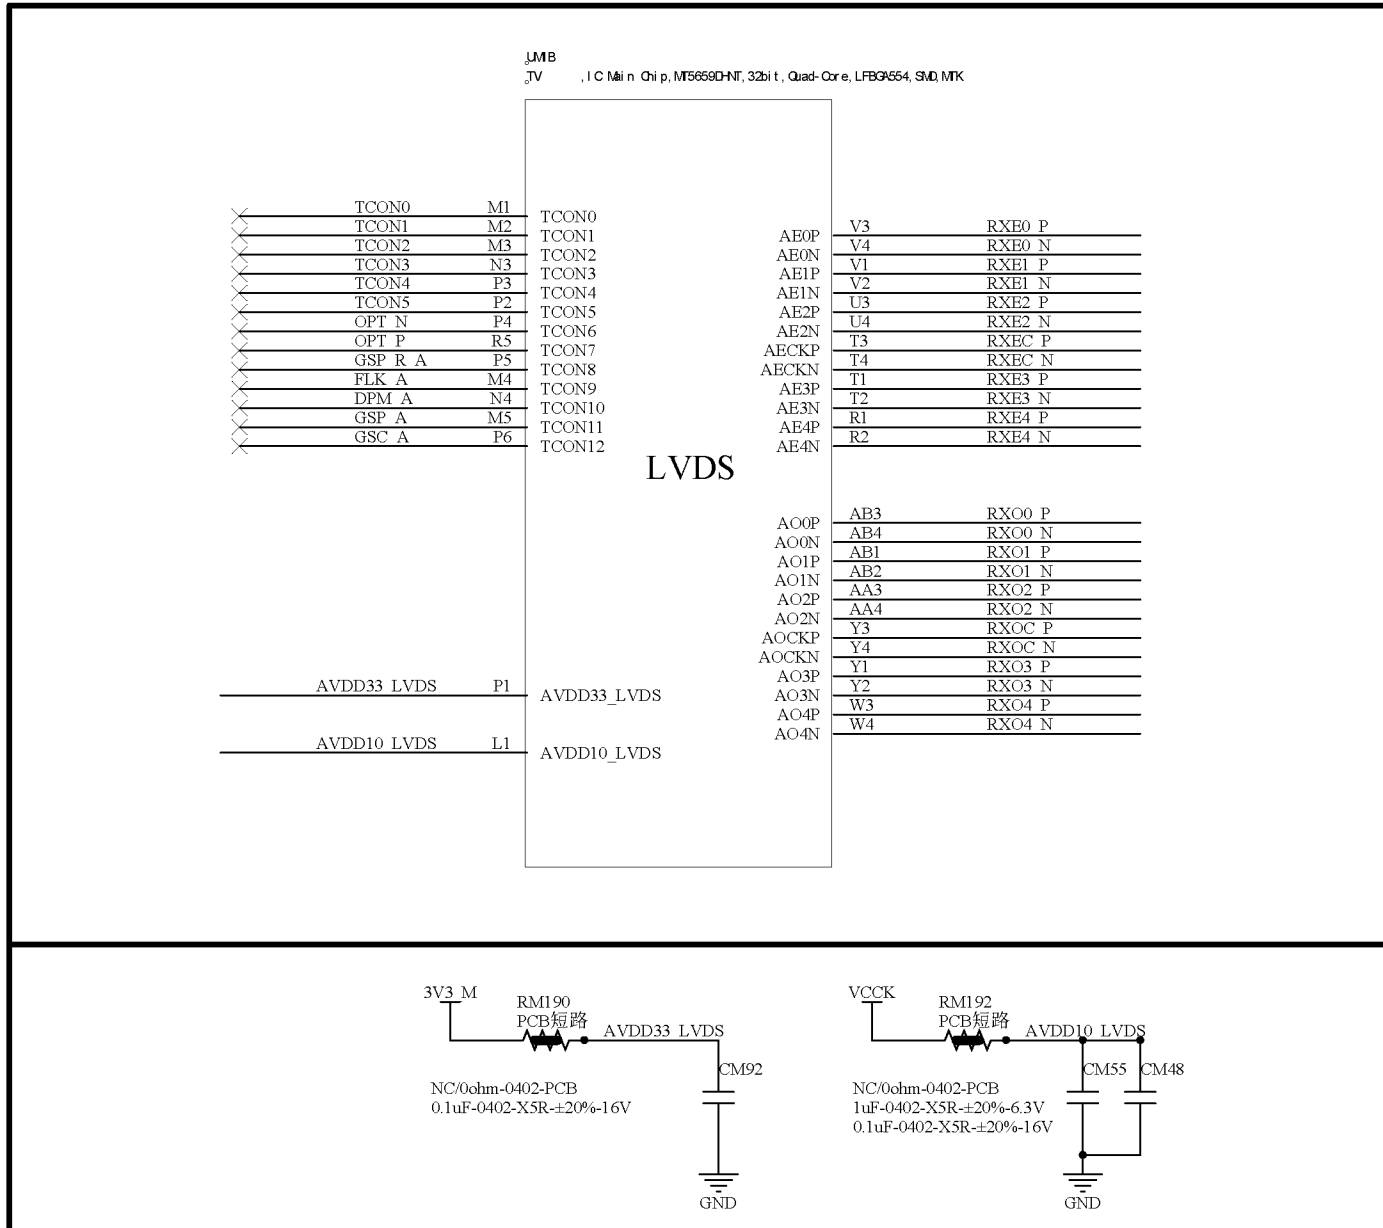 UM1B
TV , IC Main Chip, MT5659DHNT, 32bit, Quad-Core, LFBGA554, SMD, MTK
TCON0 M1 TCON0
TCON1 M2 TCON1
TCON2 M3 TCON2
TCON3 N3 TCON3
TCON4 P3 TCON4
TCON5 P2 TCON5
OPT_N P4 TCON6
OPT_P R5 TCON7
GSP_R_A P5 TCON8
FLK_A M4 TCON9
DPM_A N4 TCON10
GSP_A M5 TCON11
GSC_A P6 TCON12
AE0P V3 RXE0_P
AE0N V4 RXE0_N
AE1P V1 RXE1_P
AE1N V2 RXE1_N
AE2P U3 RXE2_P
AE2N U4 RXE2_N
AECKP T3 RXEC_P
AECKN T4 RXEC_N
AE3P T1 RXE3_P
AE3N T2 RXE3_N
AE4P R1 RXE4_P
AE4N R2 RXE4_N
LVDS
AO0P AB3 RXO0_P
AO0N AB4 RXO0_N
AO1P AB1 RXO1_P
AO1N AB2 RXO1_N
AO2P AA3 RXO2_P
AO2N AA4 RXO2_N
AOCKP Y3 RXOC_P
AOCKN Y4 RXOC_N
AO3P Y1 RXO3_P
AO3N Y2 RXO3_N
AO4P W3 RXO4_P
AO4N W4 RXO4_N
AVDD33_LVDS P1 AVDD33_LVDS
AVDD10_LVDS L1 AVDD10_LVDS
3V3_M
RM190
PCB短路
AVDD33_LVDS
CM92
NC/0ohm-0402-PCB
0.1uF-0402-X5R-±20%-16V
GND
VCCK
RM192
PCB短路
AVDD10_LVDS
CM55 CM48
NC/0ohm-0402-PCB
1uF-0402-X5R-±20%-6.3V
0.1uF-0402-X5R-±20%-16V
GND